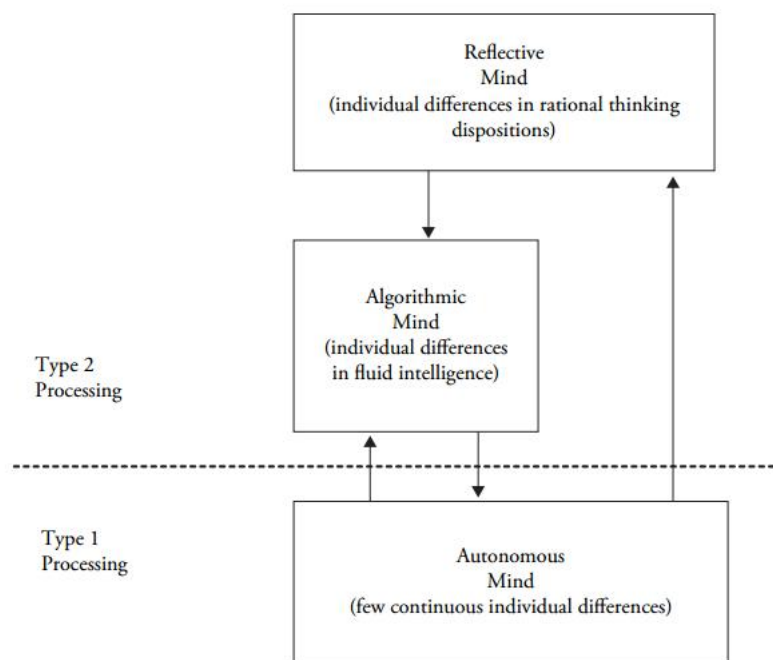 Reflective
Mind
(individual differences in rational thinking
dispositions)
Algorithmic
Mind
(individual differences
in fluid intelligence)
Type 2
Processing
Type 1
Processing
Autonomous
Mind
(few continuous individual differences)